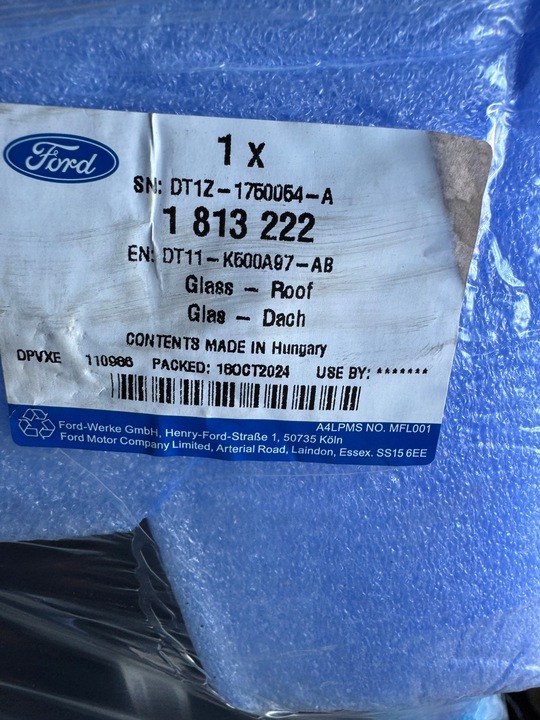 Ford
1 X
SN: DT1Z-1750054-A
1 813 222
EN: DT11-K500A97-AB
Glass - Roof
Glas - Dach
CONTENTS MADE IN Hungary
DPVXE 110986 PACKED: 18OCT2024 USE BY: *******
A4LPMS NO. MFL001
Ford-Werke GmbH, Henry-Ford-Straße 1, 50735 Köln
Ford Motor Company Limited, Arterial Road, Laindon, Essex. SS15 6EE